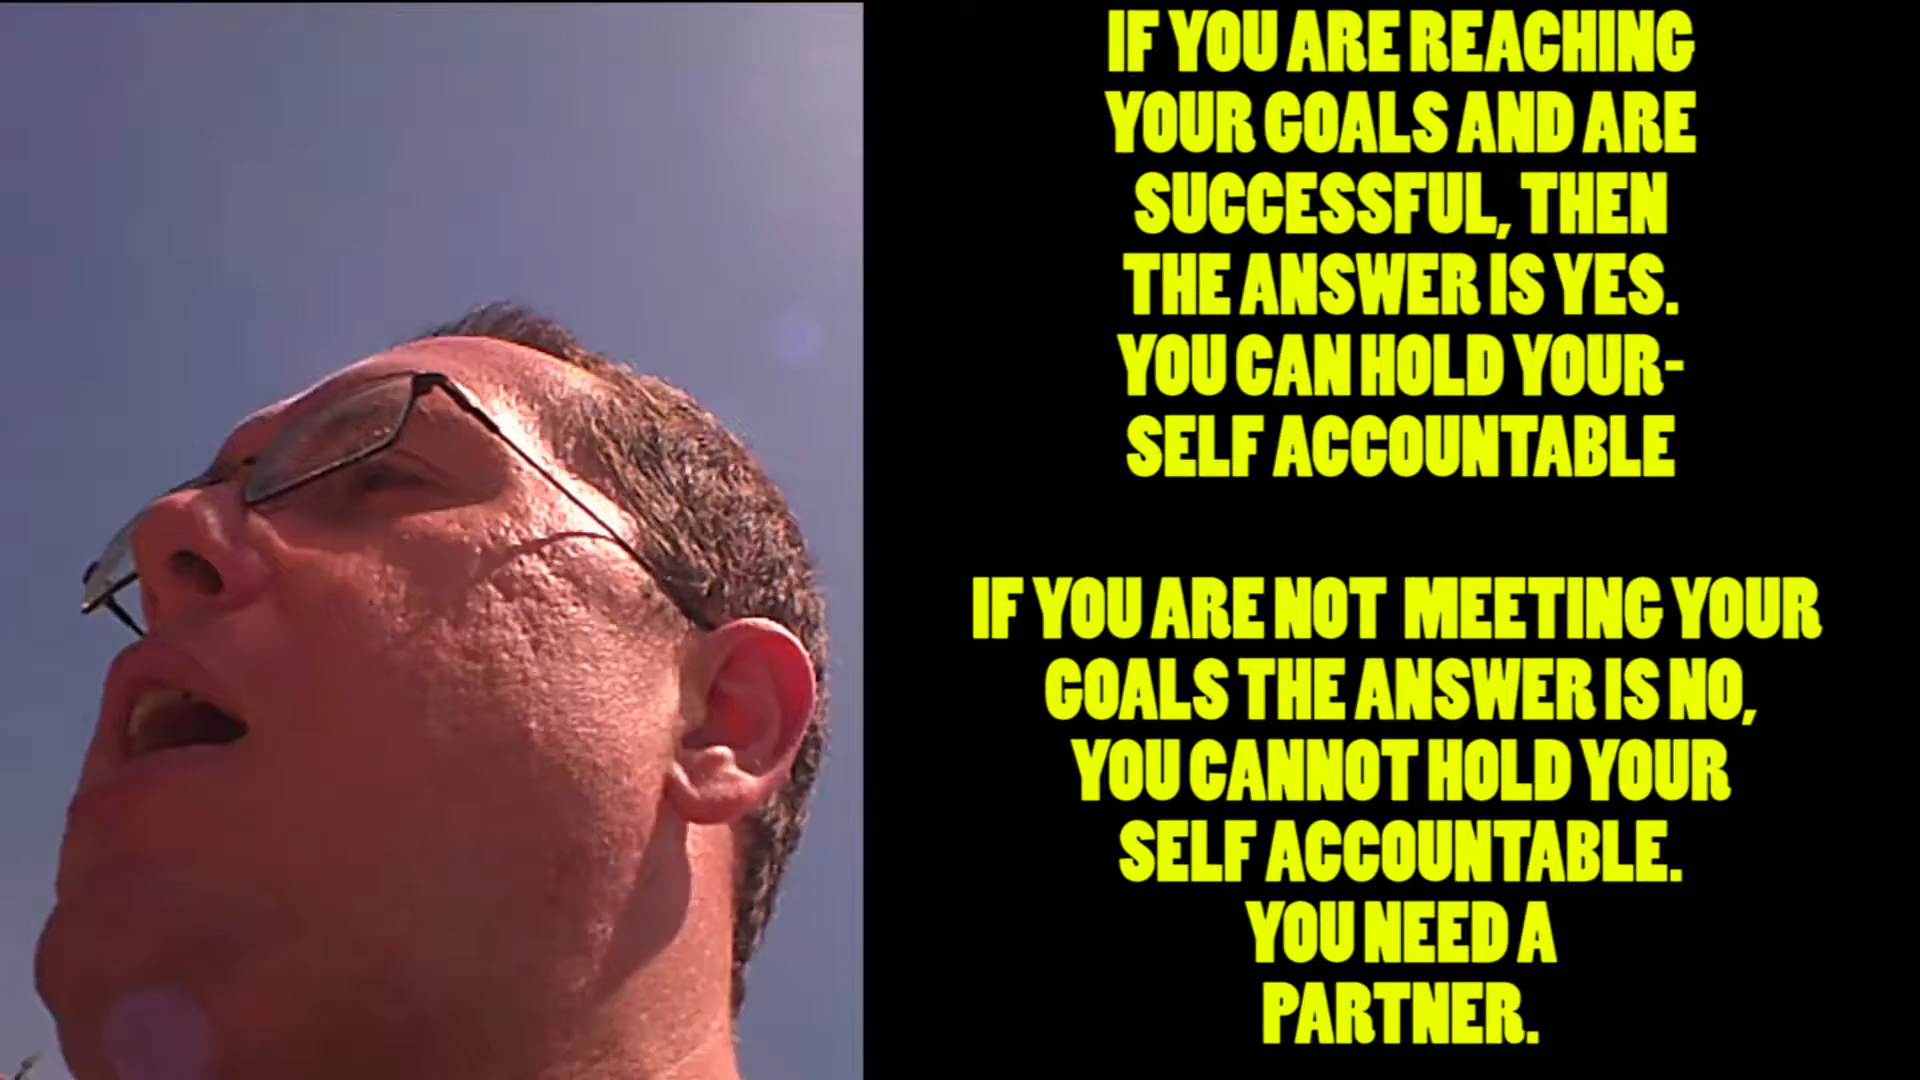 IF YOU ARE REACHING
YOUR GOALS AND ARE
SUCCESSFUL, THEN
THE ANSWER IS YES.
YOU CAN HOLD YOUR-
SELF ACCOUNTABLE
IF YOU ARE NOT MEETING YOUR
GOALS THE ANSWER IS NO,
YOU CANNOT HOLD YOUR
SELF ACCOUNTABLE.
YOU NEED A
PARTNER.